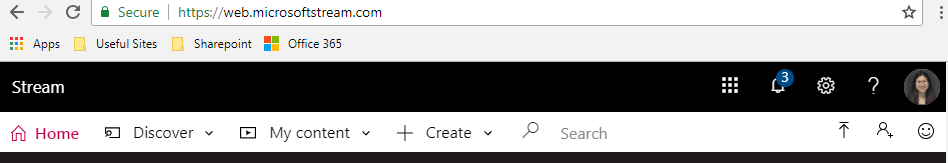 Secure https://web.microsoftstream.com
Apps Useful Sites Sharepoint Office 365
Stream 3 ?
Home Discover My content Create Search